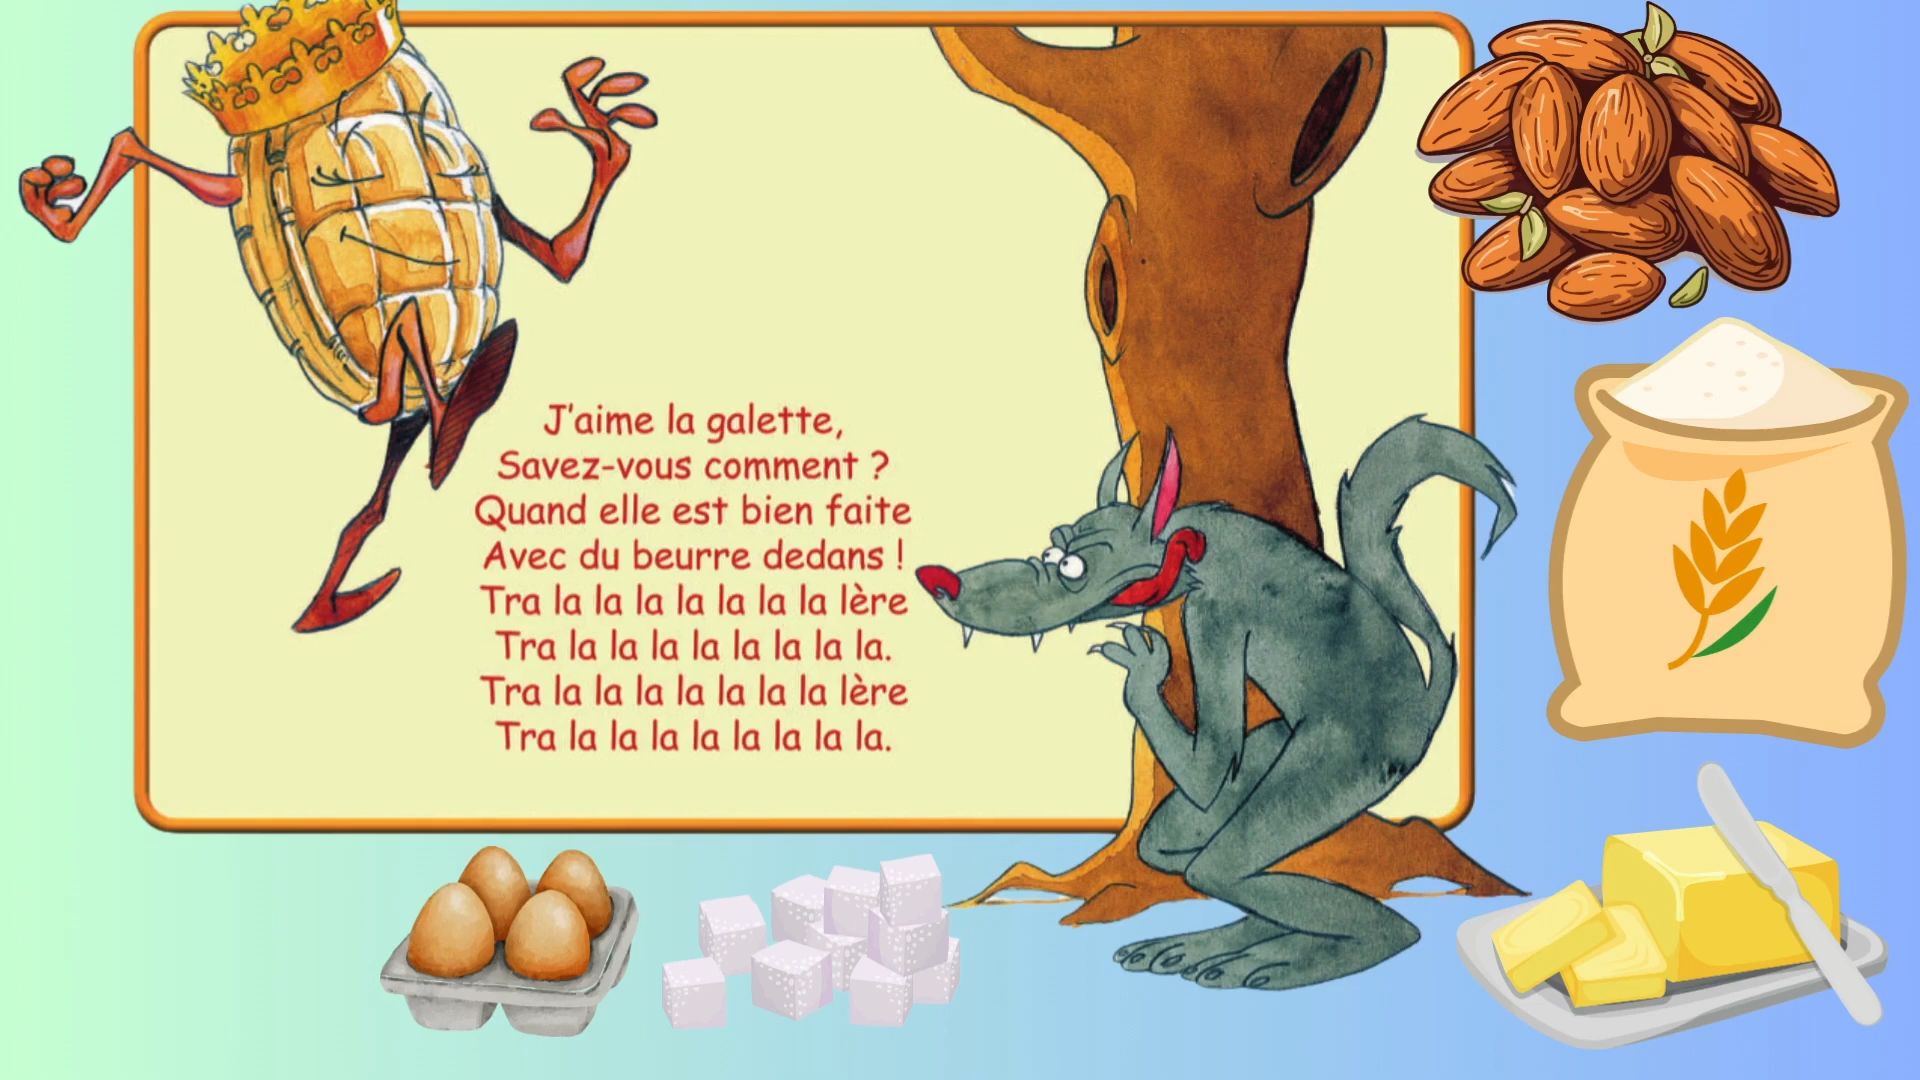 J'aime la galette,
Savez-vous comment ?
Quand elle est bien faite
Avec du beurre dedans !
Tra la la la la la la la lère
Tra la la la la la la la la.
Tra la la la la la la la lère
Tra la la la la la la la la.